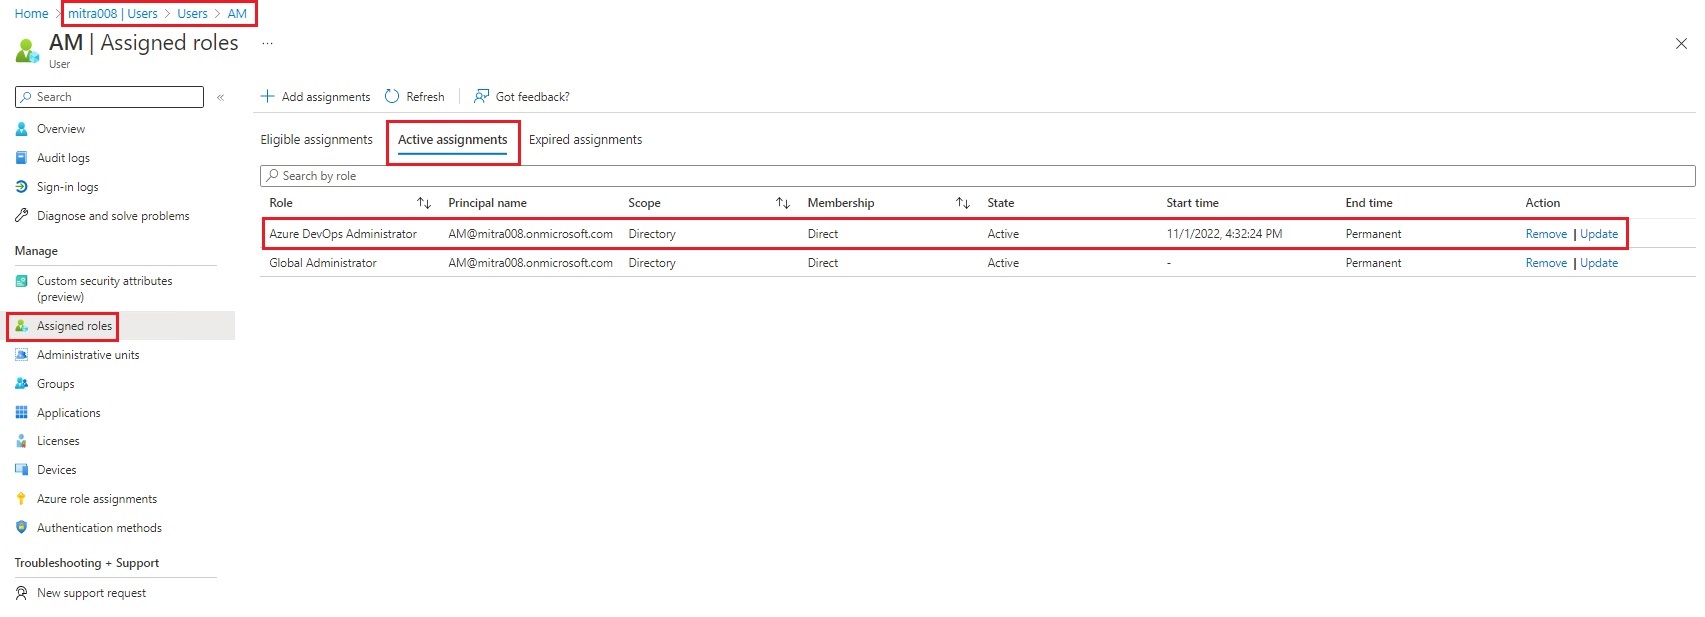 Home > mitra008 | Users > Users > AM
AM | Assigned roles ...
User
Search «
Overview
Audit logs
Sign-in logs
Diagnose and solve problems
Manage
Custom security attributes
(preview)
Assigned roles
Administrative units
Groups
Applications
Licenses
Devices
Azure role assignments
Authentication methods
Troubleshooting + Support
New support request
Add assignments Refresh Got feedback?
Eligible assignments Active assignments Expired assignments
Search by role
Role Principal name Scope Membership State Start time End time Action
Azure DevOps Administrator AM@mitra008.onmicrosoft.com Directory Direct Active 11/1/2022, 4:32:24 PM Permanent Remove | Update
Global Administrator AM@mitra008.onmicrosoft.com Directory Direct Active - Permanent Remove | Update